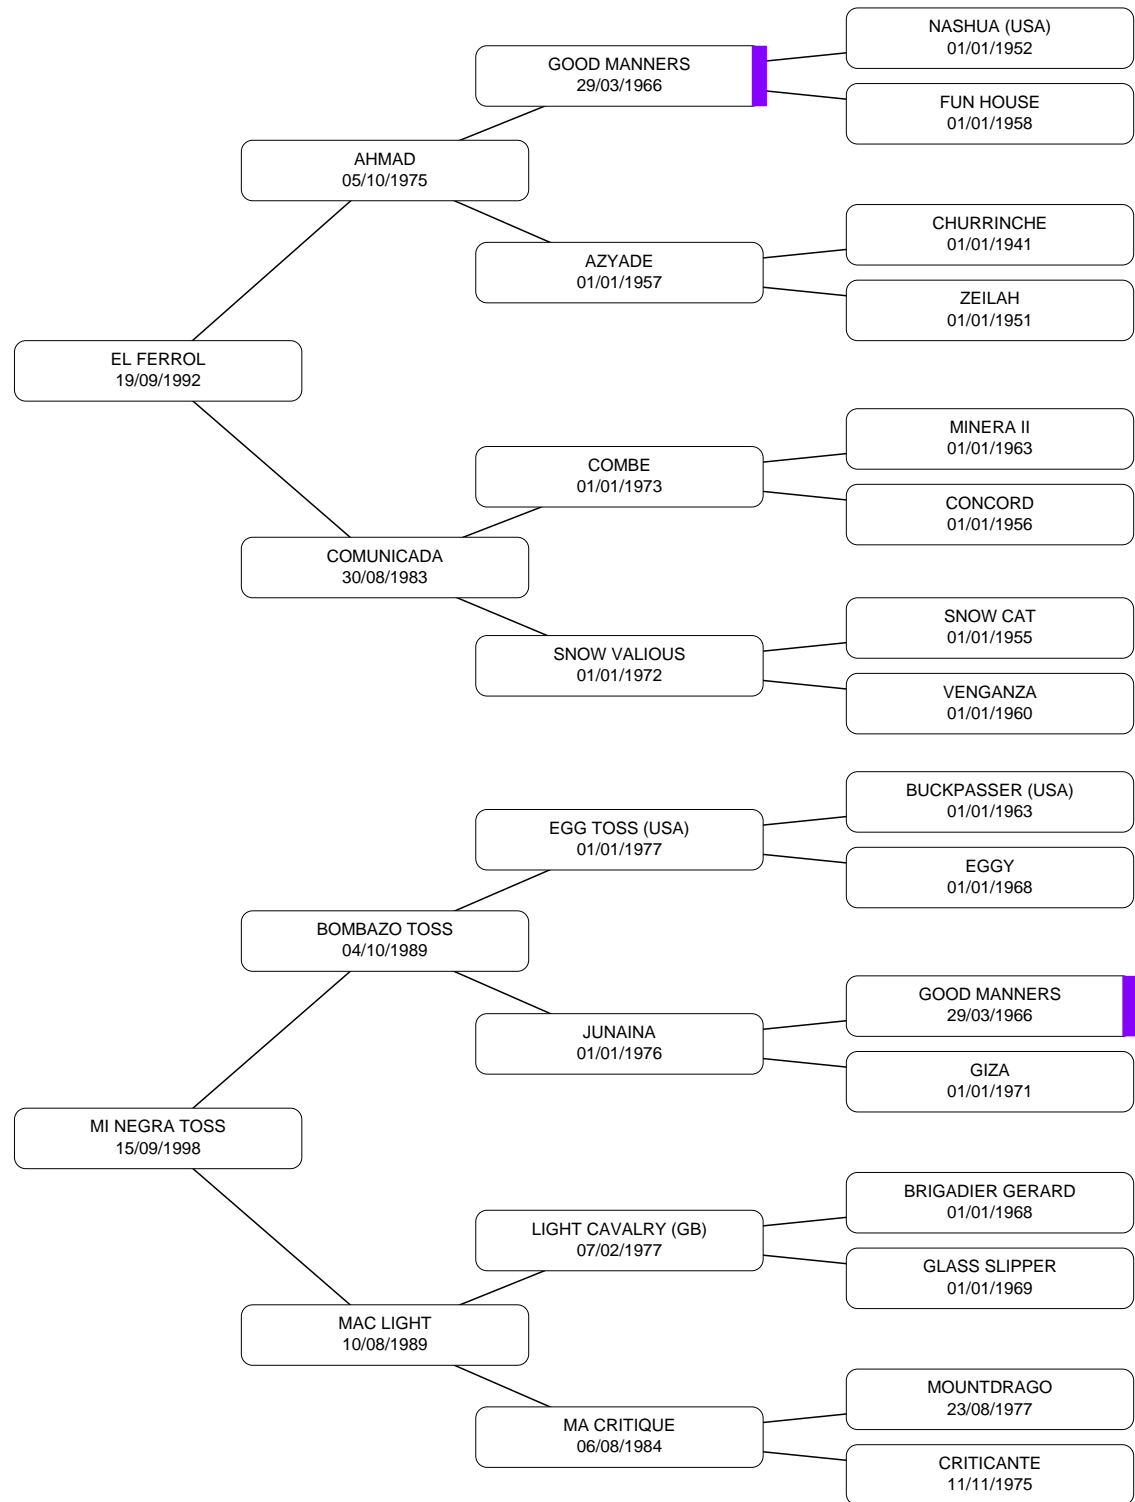 NASHUA (USA)
01/01/1952
GOOD MANNERS
29/03/1966
FUN HOUSE
01/01/1958
AHMAD
05/10/1975
CHURRINCHE
01/01/1941
AZYADE
01/01/1957
ZEILAH
01/01/1951
EL FERROL
19/09/1992
MINERA II
01/01/1963
COMBE
01/01/1973
CONCORD
01/01/1956
COMUNICADA
30/08/1983
SNOW CAT
01/01/1955
SNOW VALIOUS
01/01/1972
VENGANZA
01/01/1960
BUCKPASSER (USA)
01/01/1963
EGG TOSS (USA)
01/01/1977
EGGY
01/01/1968
BOMBAZO TOSS
04/10/1989
GOOD MANNERS
29/03/1966
JUNAINA
01/01/1976
GIZA
01/01/1971
MI NEGRA TOSS
15/09/1998
BRIGADIER GERARD
01/01/1968
LIGHT CAVALRY (GB)
07/02/1977
GLASS SLIPPER
01/01/1969
MAC LIGHT
10/08/1989
MOUNTDRAGO
23/08/1977
MA CRITIQUE
06/08/1984
CRITICANTE
11/11/1975